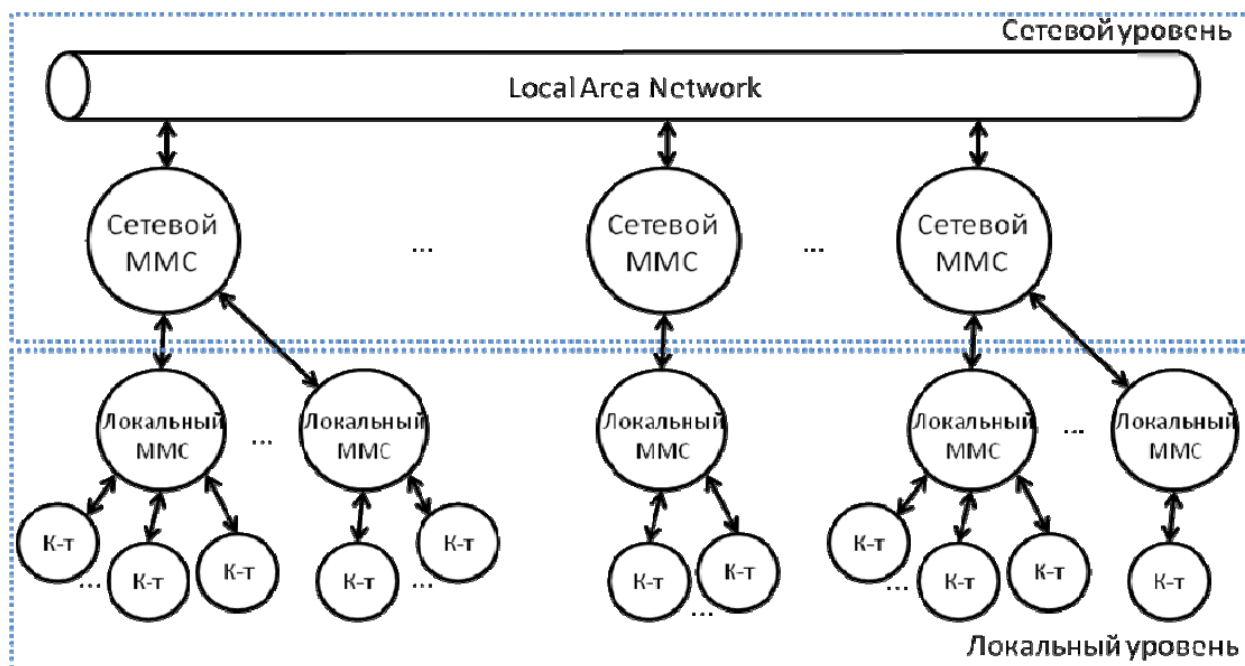 Сетевой уровень
Local Area Network
Сетевой
ММС
...
Сетевой
ММС
...
Сетевой
ММС
Локальный
ММС
...
Локальный
ММС
Локальный
ММС
Локальный
ММС
...
Локальный
ММС
К-т
...
К-т
К-т
К-т
...
К-т
К-т
...
К-т
К-т
...
К-т
К-т
К-т
Локальный уровень